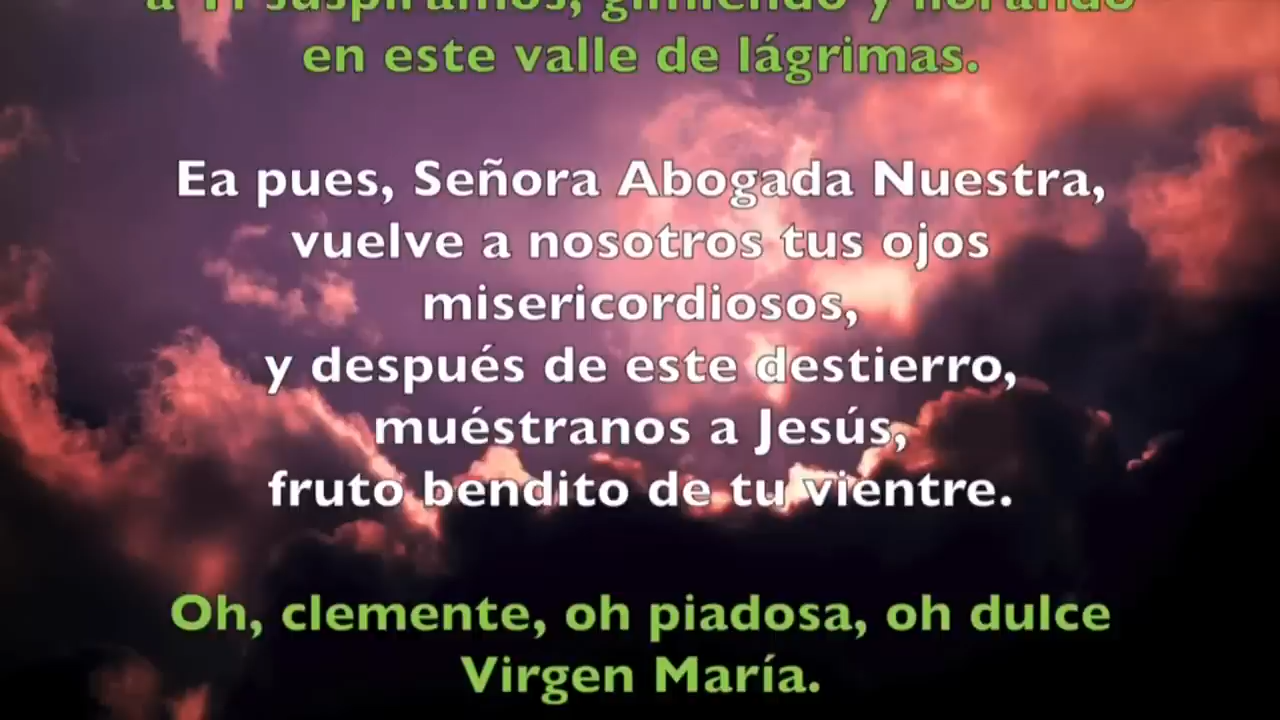 a Ti suspiramos, gimiendo y llorando
en este valle de lágrimas.
Ea pues, Señora Abogada Nuestra,
vuelve a nosotros tus ojos
misericordiosos,
y después de este destierro,
muéstranos a Jesús,
fruto bendito de tu vientre.
Oh, clemente, oh piadosa, oh dulce
Virgen María.